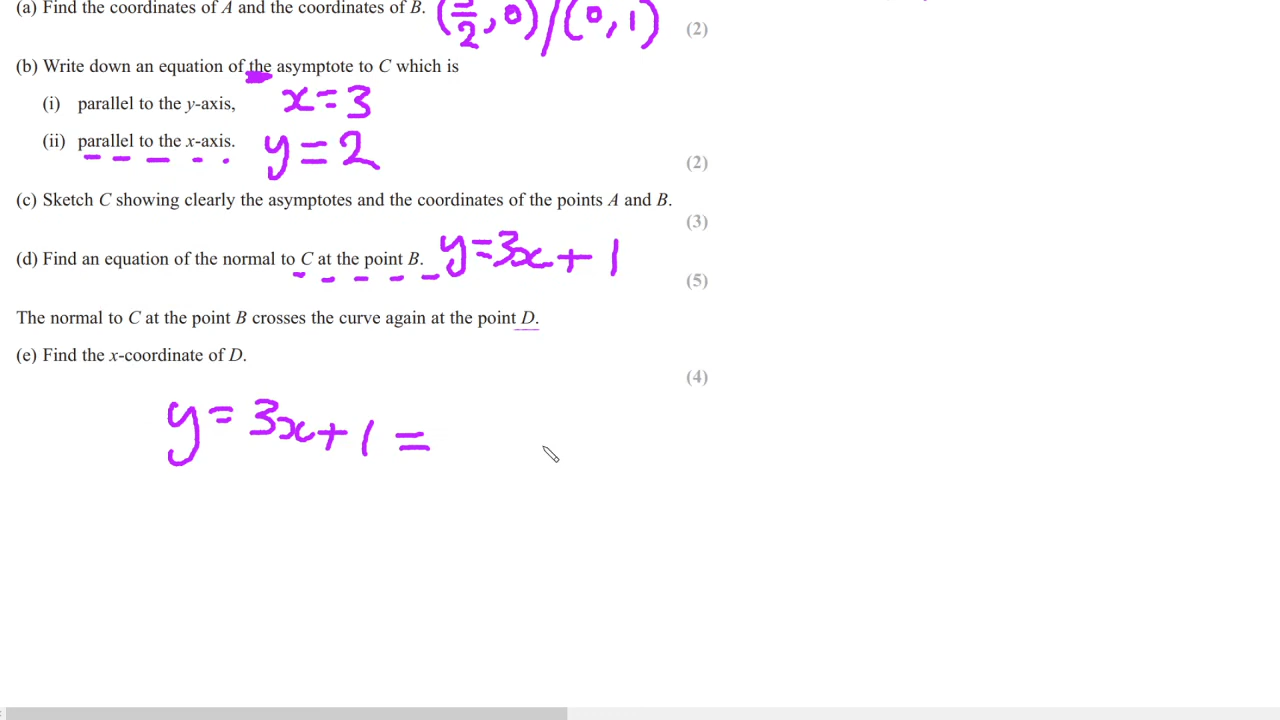 (a) Find the coordinates of A and the coordinates of B. (3/2, 0) / (0, 1) (2)
(b) Write down an equation of the asymptote to C which is
(i) parallel to the y-axis, x = 3
(ii) parallel to the x-axis. y = 2
(2)
(c) Sketch C showing clearly the asymptotes and the coordinates of the points A and B.
(3)
(d) Find an equation of the normal to C at the point B. y = 3x + 1
(5)
The normal to C at the point B crosses the curve again at the point D.
(e) Find the x-coordinate of D.
(4)
y = 3x + 1 =